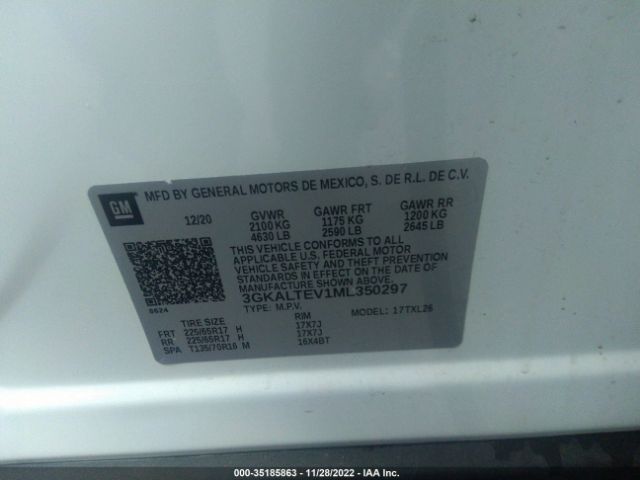 GM
MFD BY GENERAL MOTORS DE MEXICO, S. DE R.L. DE C.V.
12/20 GVWR GAWR FRT GAWR RR
2100 KG 1175 KG 1200 KG
4630 LB 2590 LB 2645 LB
THIS VEHICLE CONFORMS TO ALL
APPLICABLE U.S. FEDERAL MOTOR
VEHICLE SAFETY, BUMPER, AND THEFT
PREVENTION STANDARDS IN EFFECT ON THE DATE OF
MANUFACTURE SHOWN ABOVE.
3GKALTEV1ML350297
TYPE: M.P.V. MODEL: 17TXL26
6624
TIRE SIZE RIM
FRT 225/65R17 H 17X7J
RR 225/65R17 H 17X7J
SPA T135/70R16 M 16X4BT
000-35185863 - 11/28/2022 - IAA Inc.